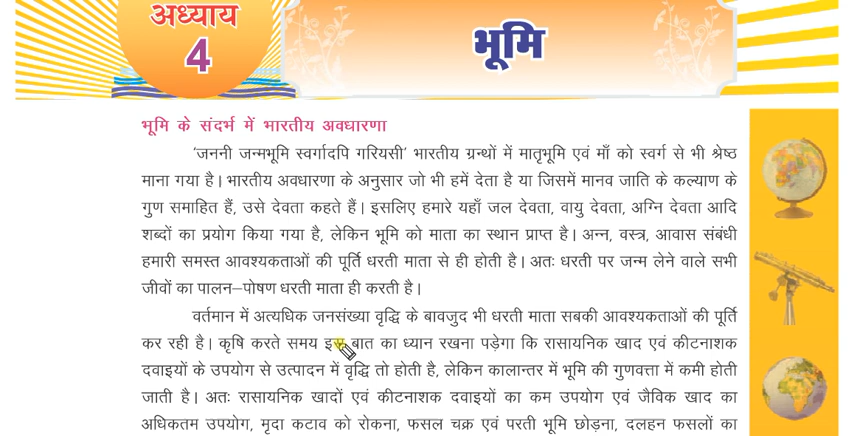 अध्याय
4
भूमि
भूमि के संदर्भ में भारतीय अवधारणा
'जननी जन्मभूमि स्वर्गादपि गरियसी' भारतीय ग्रन्थों में मातृभूमि एवं माँ को स्वर्ग से भी श्रेष्ठ
माना गया है। भारतीय अवधारणा के अनुसार जो भी हमें देता है या जिसमें मानव जाति के कल्याण के
गुण समाहित हैं, उसे देवता कहते हैं। इसलिए हमारे यहाँ जल देवता, वायु देवता, अग्नि देवता आदि
शब्दों का प्रयोग किया गया है, लेकिन भूमि को माता का स्थान प्राप्त है। अन्न, वस्त्र, आवास संबंधी
हमारी समस्त आवश्यकताओं की पूर्ति धरती माता से ही होती है। अतः धरती पर जन्म लेने वाले सभी
जीवों का पालन–पोषण धरती माता ही करती है।
वर्तमान में अत्यधिक जनसंख्या वृद्धि के बावजुद भी धरती माता सबकी आवश्यकताओं की पूर्ति
कर रही है। कृषि करते समय बात का ध्यान रखना पड़ेगा कि रासायनिक खाद एवं कीटनाशक
दवाइयों के उपयोग से उत्पादन में वृद्धि तो होती है, लेकिन कालान्तर में भूमि की गुणवत्ता में कमी होती
जाती है। अतः रासायनिक खादों एवं कीटनाशक दवाइयों का कम उपयोग एवं जैविक खाद का
अधिकतम उपयोग, मृदा कटाव को रोकना, फसल चक्र एवं परती भूमि छोड़ना, दलहन फसलों का